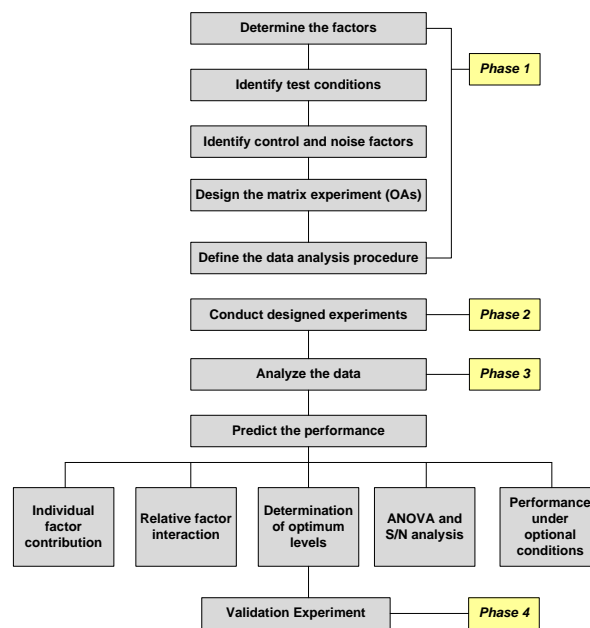 Determine the factors
Phase 1
Identify test conditions
Identify control and noise factors
Design the matrix experiment (OAs)
Define the data analysis procedure
Conduct designed experiments
Phase 2
Analyze the data
Phase 3
Predict the performance
Individual
factor
contribution
Relative factor
interaction
Determination
of optimum
levels
ANOVA and
S/N analysis
Performance
under
optional
conditions
Validation Experiment
Phase 4